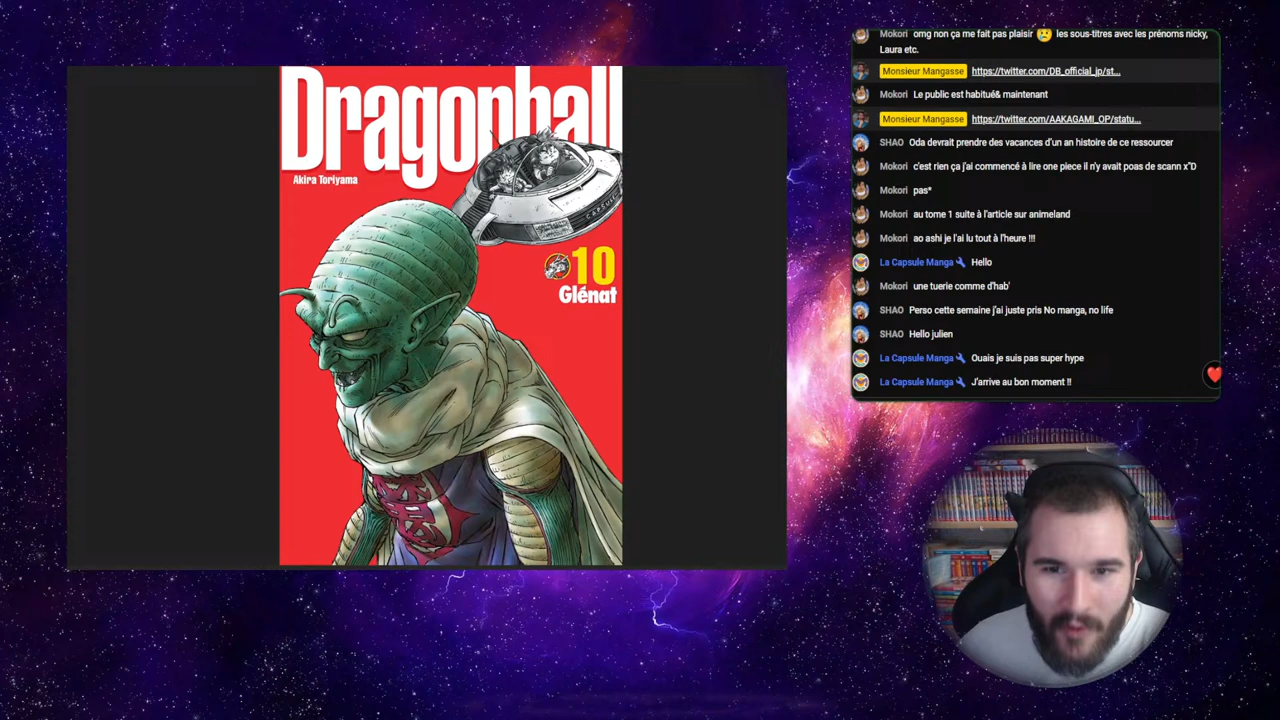 Dragonball
Akira Toriyama
CAPSULE
10
Glénat
Mokori omg non ça me fait pas plaisir 😢 les sous-titres avec les prénoms nicky,
Laura etc.
Monsieur Mangasse https://twitter.com/DB_official_jp/st...
Mokori Le public est habitué& maintenant
Monsieur Mangasse https://twitter.com/AAKAGAMI_OP/statu...
SHAO Oda devrait prendre des vacances d'un an histoire de ce ressourcer
Mokori c'est rien ça j'ai commencé à lire one piece il n'y avait poas de scann x"D
Mokori pas*
Mokori au tome 1 suite à l'article sur animeland
Mokori ao ashi je l'ai lu tout à l'heure !!!
La Capsule Manga Hello
Mokori une tuerie comme d'hab'
SHAO Perso cette semaine j'ai juste pris No manga, no life
SHAO Hello julien
La Capsule Manga Ouais je suis pas super hype
La Capsule Manga J'arrive au bon moment !!